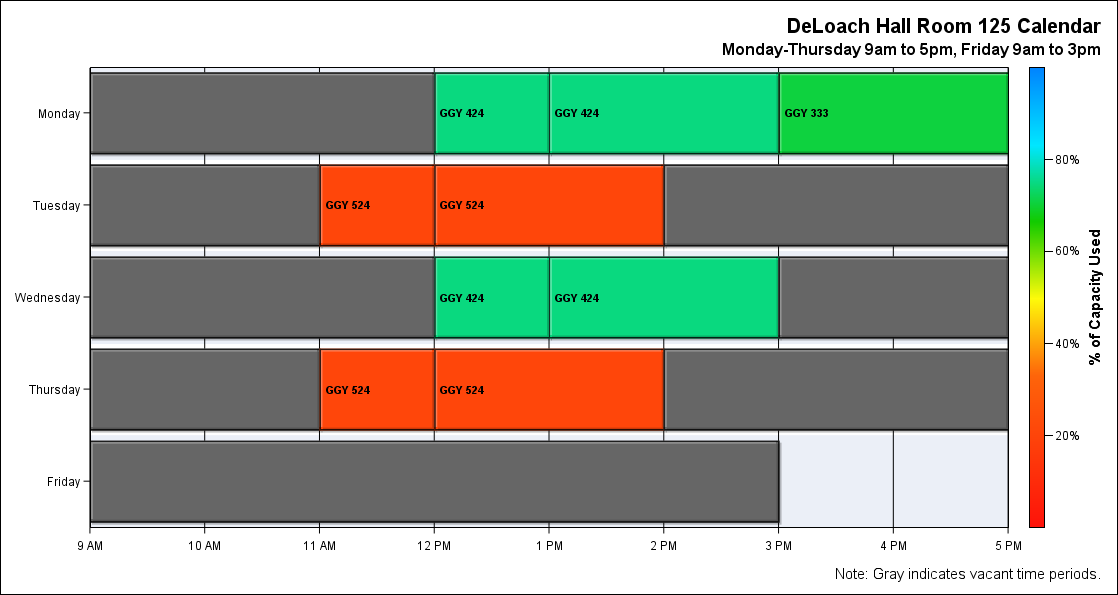 DeLoach Hall Room 125 Calendar
Monday-Thursday 9am to 5pm, Friday 9am to 3pm
Monday
GGY 424
GGY 424
GGY 333
Tuesday
GGY 524
GGY 524
Wednesday
GGY 424
GGY 424
Thursday
GGY 524
GGY 524
Friday
9 AM
10 AM
11 AM
12 PM
1 PM
2 PM
3 PM
4 PM
5 PM
80%
60%
40%
20%
% of Capacity Used
Note: Gray indicates vacant time periods.